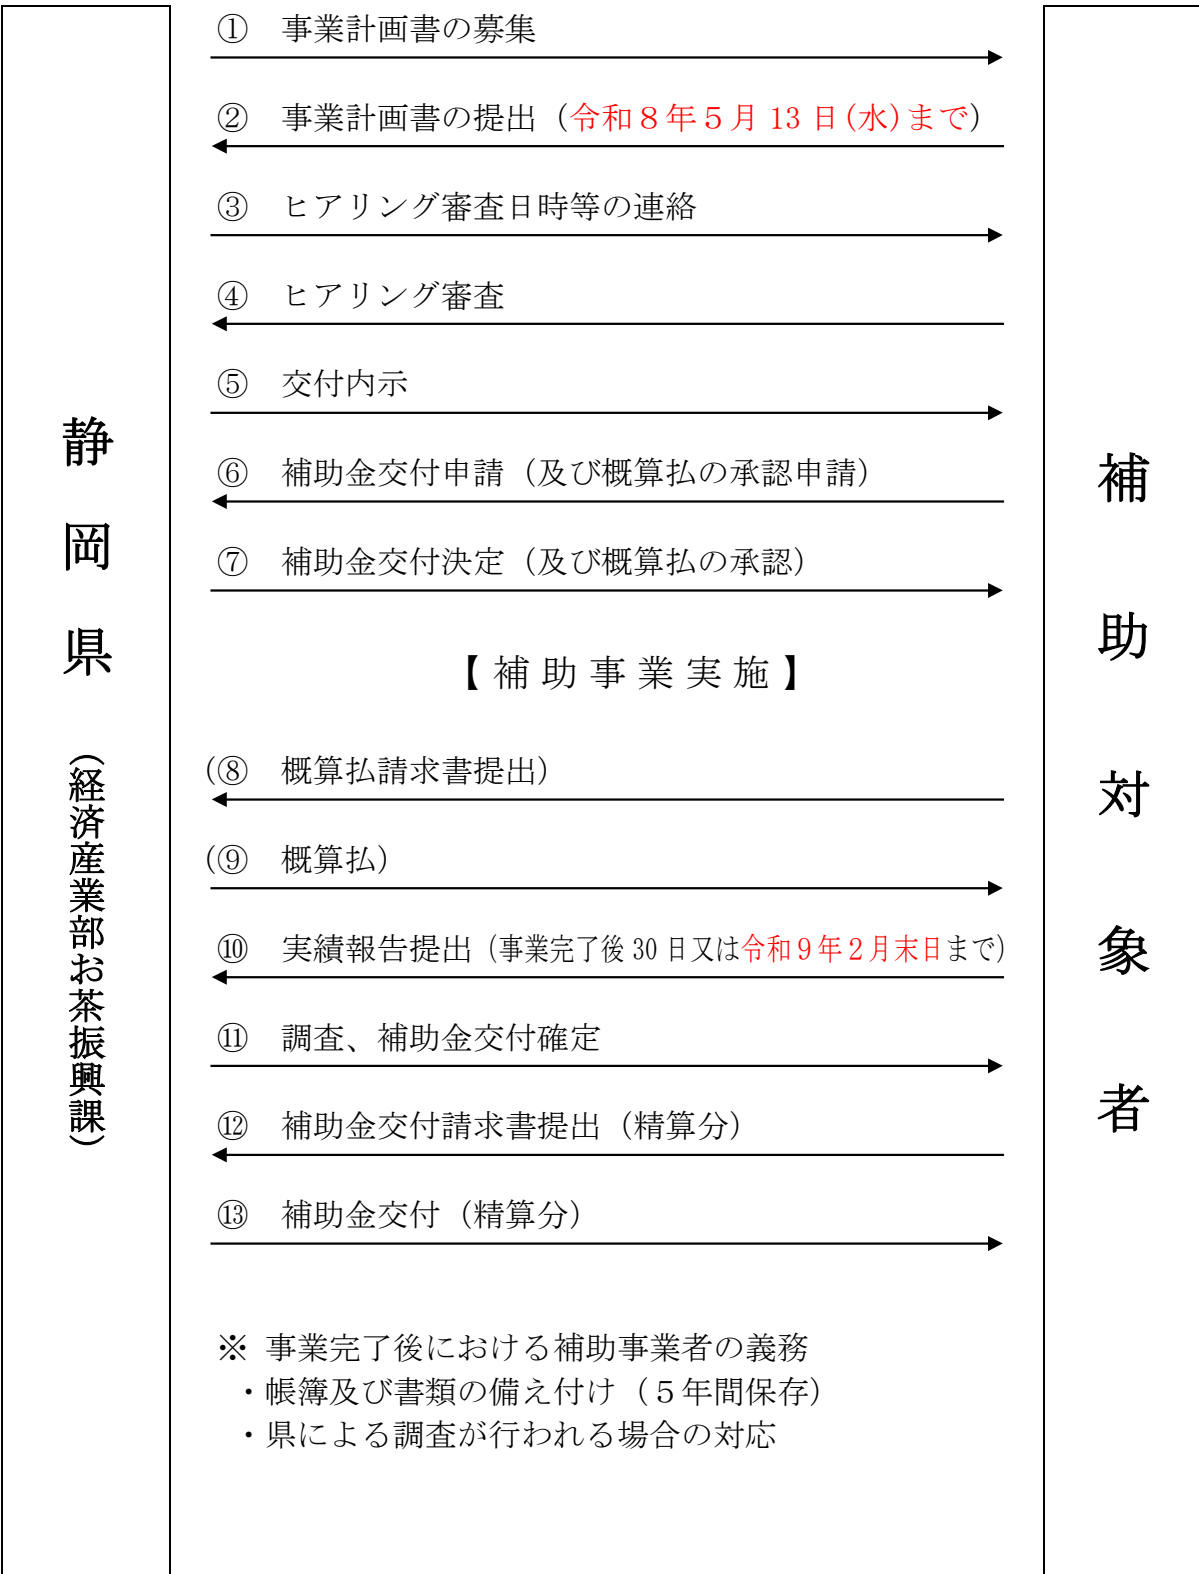 ① 事業計画書の募集
② 事業計画書の提出（令和８年５月 13 日(水)まで）
③ ヒアリング審査日時等の連絡
④ ヒアリング審査
⑤ 交付内示
⑥ 補助金交付申請（及び概算払の承認申請）
⑦ 補助金交付決定（及び概算払の承認）
【補助事業実施】
(⑧ 概算払請求書提出)
(⑨ 概算払)
⑩ 実績報告提出（事業完了後 30 日又は令和９年２月末日まで）
⑪ 調査、補助金交付確定
⑫ 補助金交付請求書提出（精算分）
⑬ 補助金交付（精算分）
※ 事業完了後における補助事業者の義務
・帳簿及び書類の備え付け（５年間保存）
・県による調査が行われる場合の対応
静岡県（経済産業部お茶振興課）
補助対象者